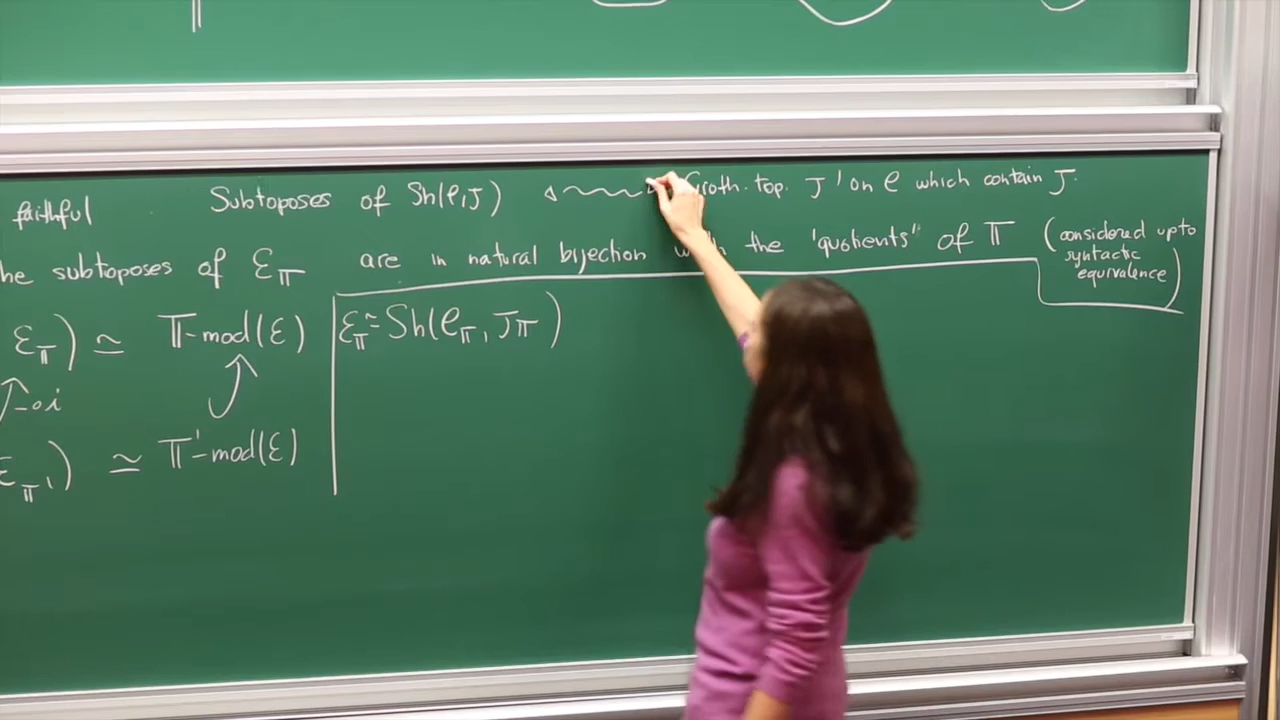 faithful Subtoposes of Sh(𝒞,J) Groth. top. J' on 𝒞 which contain J.
he subtoposes of ℰ_𝕋 are in natural bijection the "quotients" of 𝕋 (considered up to
syntactic
equivalence)
ℰ_𝕋) ≃ 𝕋-mod(ℰ) ℰ_𝕋 ≃ Sh(𝒞_𝕋, J_𝕋)
-∘i
ℰ_𝕋') ≃ 𝕋'-mod(ℰ)